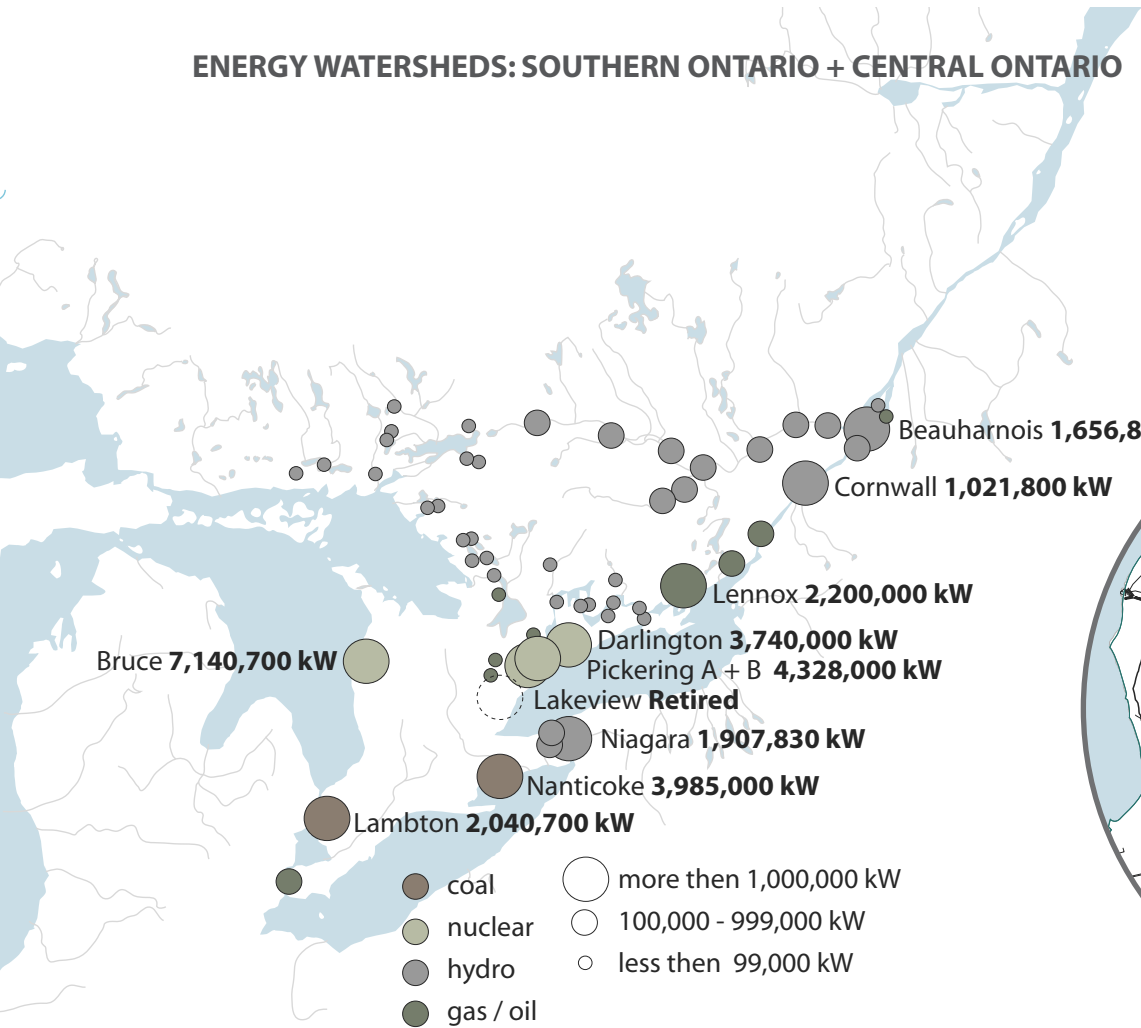 ENERGY WATERSHEDS: SOUTHERN ONTARIO + CENTRAL ONTARIO
Beauharnois 1,656,8
Cornwall 1,021,800 kW
Lennox 2,200,000 kW
Darlington 3,740,000 kW
Bruce 7,140,700 kW
Pickering A + B 4,328,000 kW
Lakeview Retired
Niagara 1,907,830 kW
Nanticoke 3,985,000 kW
Lambton 2,040,700 kW
coal
nuclear
hydro
gas / oil
more then 1,000,000 kW
100,000 - 999,000 kW
less then 99,000 kW